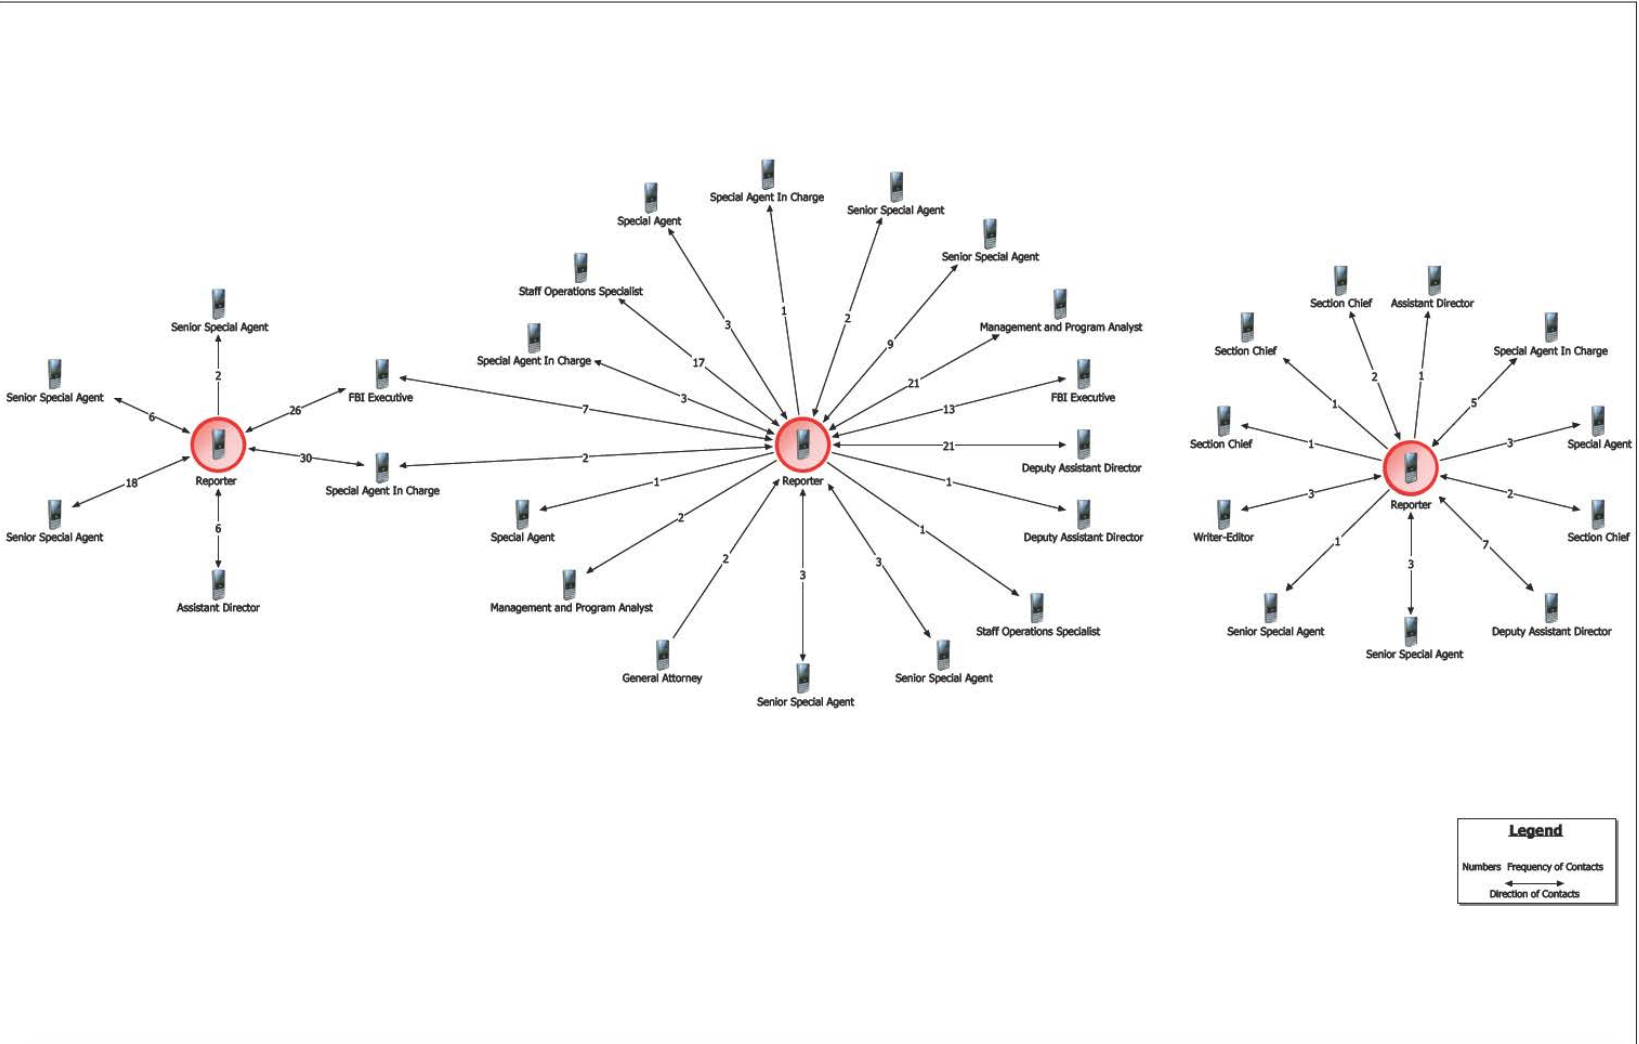 Special Agent In Charge
Senior Special Agent
Special Agent
Senior Special Agent
Staff Operations Specialist
Section Chief
Assistant Director
Senior Special Agent
Management and Program Analyst
Special Agent In Charge
Section Chief
Special Agent In Charge
Senior Special Agent
FBI Executive
FBI Executive
3
1
2
9
17
3
21
13
7
21
2
1
2
1
2
3
3
1
1
2
6
26
30
18
6
Reporter
Special Agent In Charge
Senior Special Agent
Assistant Director
Reporter
Deputy Assistant Director
Special Agent
Deputy Assistant Director
Management and Program Analyst
Staff Operations Specialist
General Attorney
Senior Special Agent
Senior Special Agent
2
1
1
5
1
3
3
2
1
3
7
Section Chief
Special Agent
Reporter
Writer-Editor
Section Chief
Senior Special Agent
Deputy Assistant Director
Senior Special Agent
Legend
Numbers Frequency of Contacts
Direction of Contacts